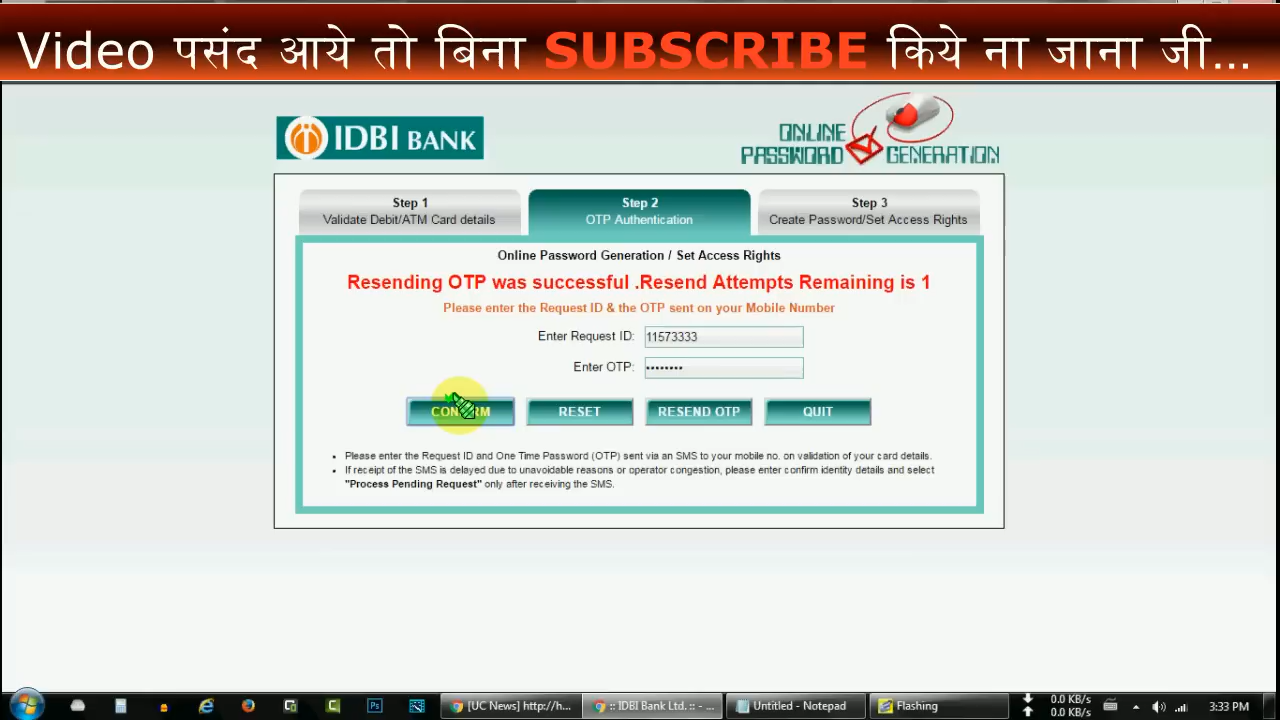 Video पसंद आये तो बिना SUBSCRIBE किये ना जाना जी...
IDBI BANK
ONLINE
PASSWORD GENERATION
Step 1
Validate Debit/ATM Card details
Step 2
OTP Authentication
Step 3
Create Password/Set Access Rights
Online Password Generation / Set Access Rights
Resending OTP was successful .Resend Attempts Remaining is 1
Please enter the Request ID & the OTP sent on your Mobile Number
Enter Request ID: 11573333
Enter OTP: ••••••••
CONFIRM RESET RESEND OTP QUIT
• Please enter the Request ID and One Time Password (OTP) sent via an SMS to your mobile no. on validation of your card details.
• If receipt of the SMS is delayed due to unavoidable reasons or operator congestion, please enter confirm identity details and select
"Process Pending Request" only after receiving the SMS.
[UC News] http://h... :: IDBI Bank Ltd. :: - ... Untitled - Notepad Flashing 0.0 KB/s 3:33 PM
0.0 KB/s